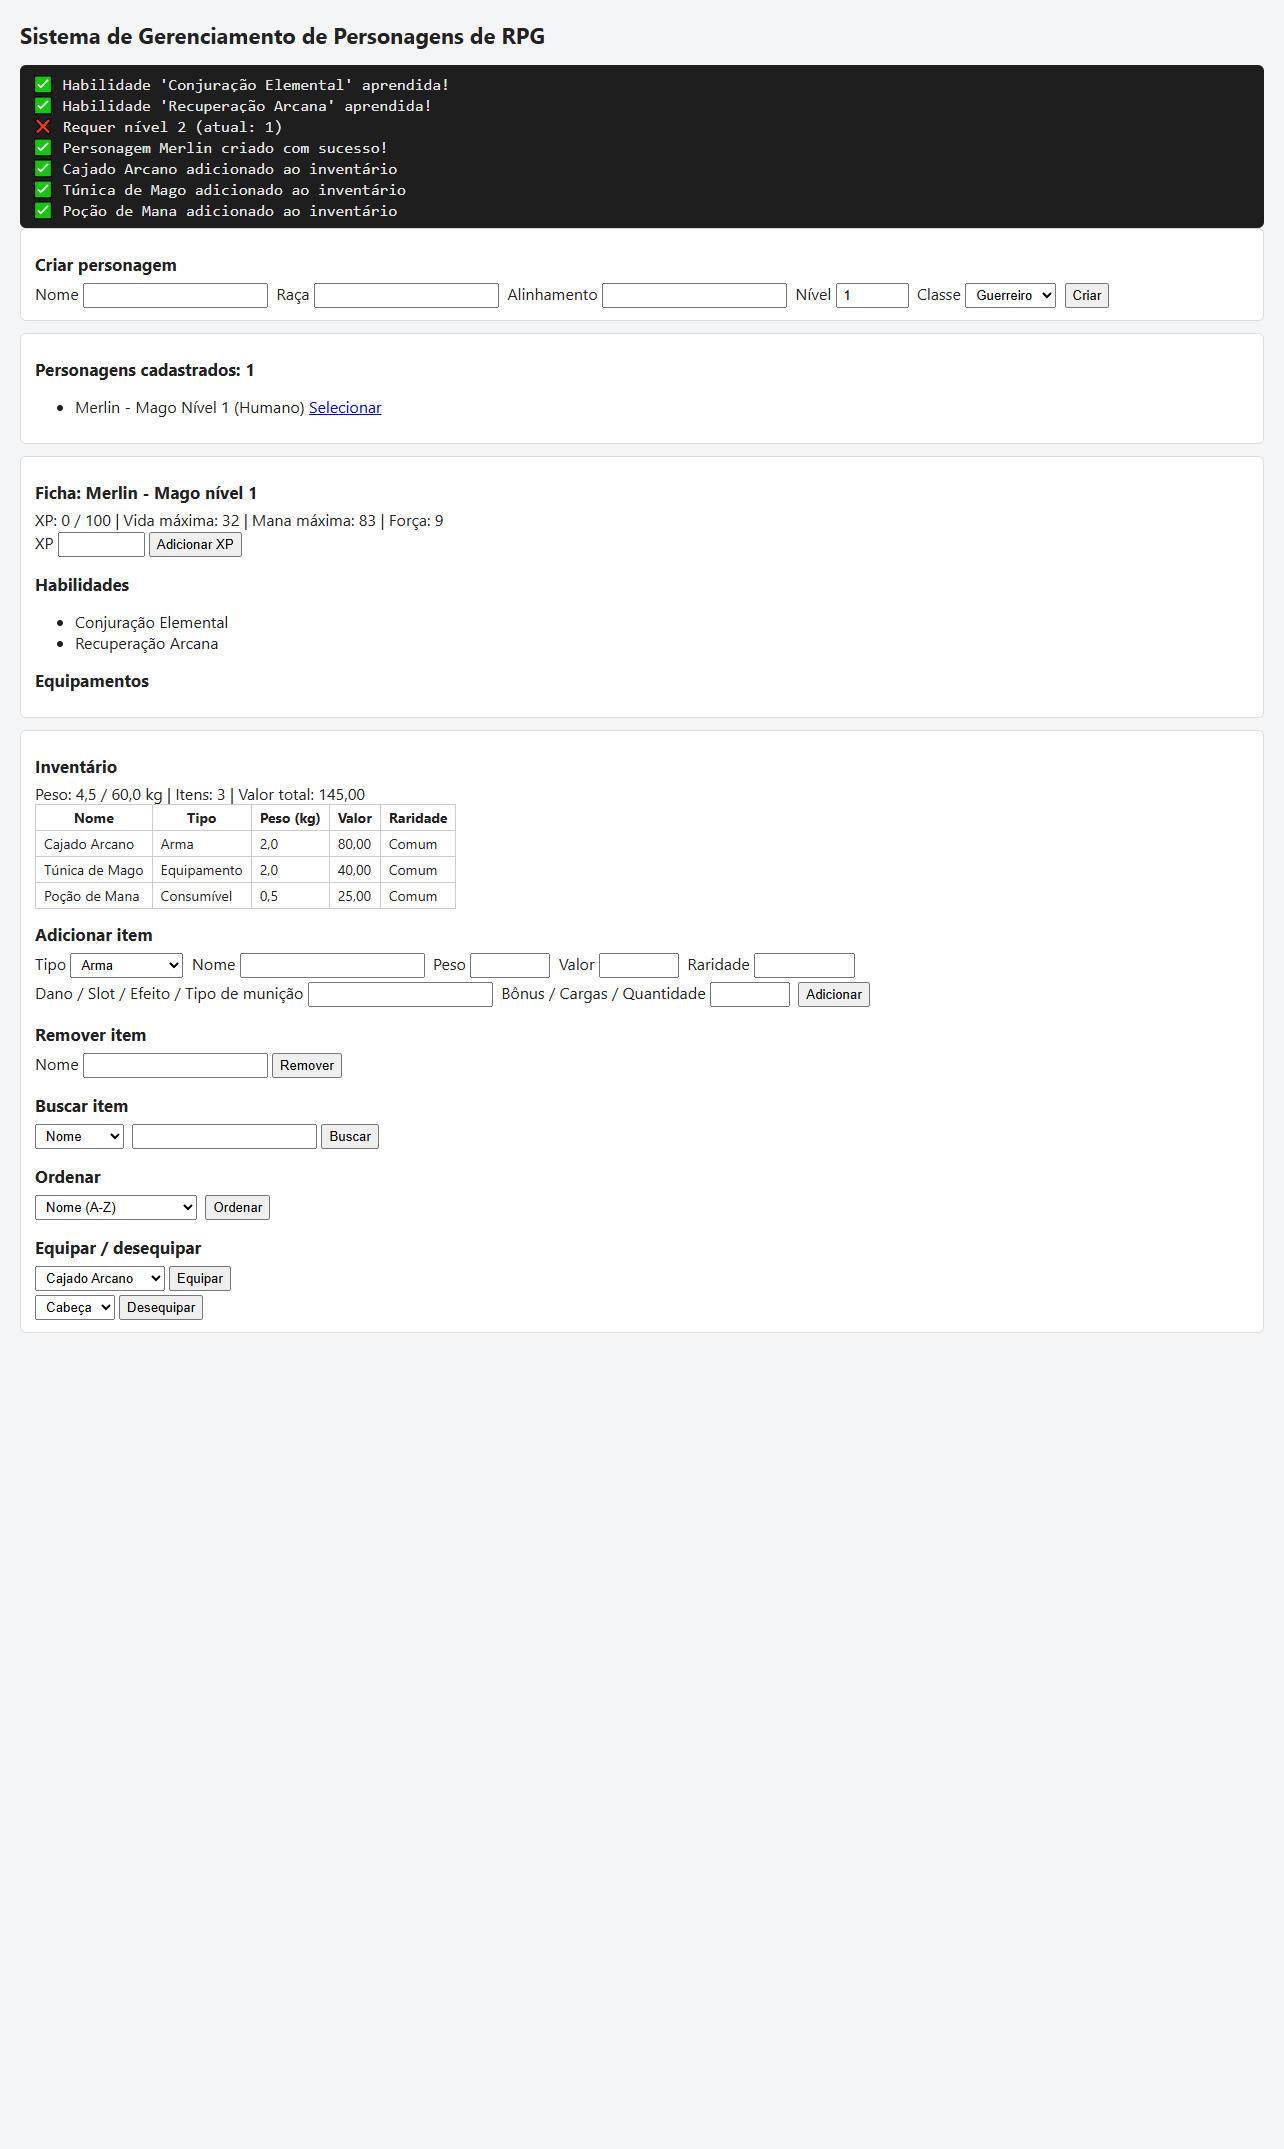 Sistema de Gerenciamento de Personagens de RPG
✅ Habilidade 'Conjuração Elemental' aprendida!
✅ Habilidade 'Recuperação Arcana' aprendida!
❌ Requer nível 2 (atual: 1)
✅ Personagem Merlin criado com sucesso!
✅ Cajado Arcano adicionado ao inventário
✅ Túnica de Mago adicionado ao inventário
✅ Poção de Mana adicionado ao inventário
Criar personagem
Nome Raça Alinhamento Nível 1 Classe Guerreiro Criar
Personagens cadastrados: 1
• Merlin - Mago Nível 1 (Humano) Selecionar
Ficha: Merlin - Mago nível 1
XP: 0 / 100 | Vida máxima: 32 | Mana máxima: 83 | Força: 9
XP Adicionar XP
Habilidades
• Conjuração Elemental
• Recuperação Arcana
Equipamentos
Inventário
Peso: 4,5 / 60,0 kg | Itens: 3 | Valor total: 145,00
Nome Tipo Peso (kg) Valor Raridade
Cajado Arcano Arma 2,0 80,00 Comum
Túnica de Mago Equipamento 2,0 40,00 Comum
Poção de Mana Consumível 0,5 25,00 Comum
Adicionar item
Tipo Arma Nome Peso Valor Raridade
Dano / Slot / Efeito / Tipo de munição Bônus / Cargas / Quantidade Adicionar
Remover item
Nome Remover
Buscar item
Nome Buscar
Ordenar
Nome (A-Z) Ordenar
Equipar / desequipar
Cajado Arcano Equipar
Cabeça Desequipar